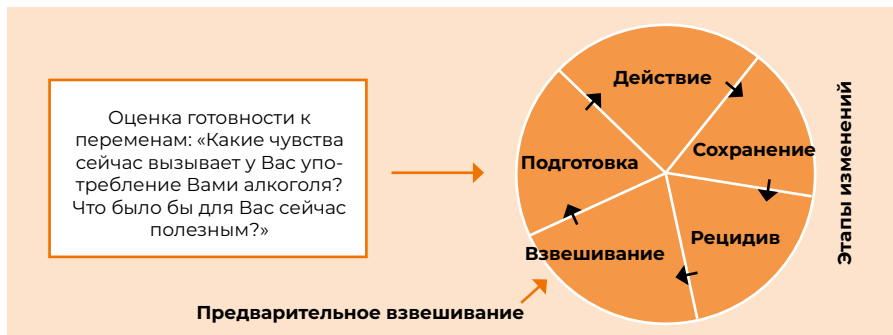 Оценка готовности к
переменам: «Какие чувства
сейчас вызывает у Вас упо-
требление Вами алкоголя?
Что было бы для Вас сейчас
полезным?»
Действие
Сохранение
Подготовка
Взвешивание
Рецидив
Предварительное взвешивание
Этапы изменений